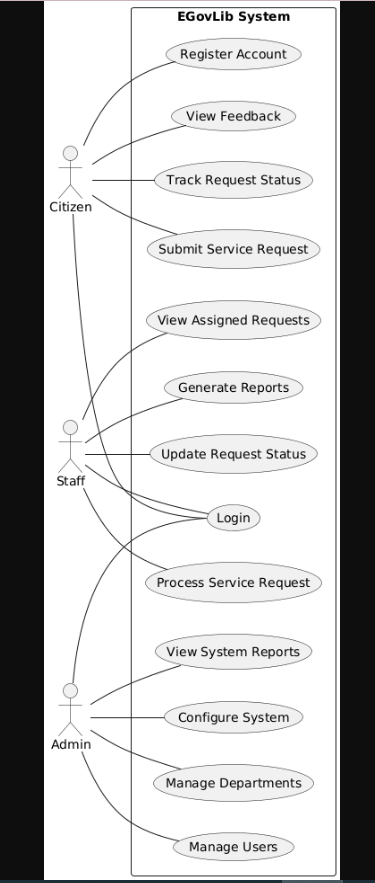 EGovLib System
Register Account
View Feedback
Track Request Status
Citizen
Submit Service Request
View Assigned Requests
Generate Reports
Update Request Status
Staff
Login
Process Service Request
View System Reports
Configure System
Admin
Manage Departments
Manage Users